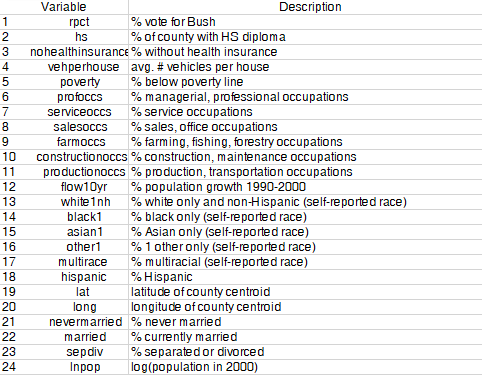 Variable Description
1 rpct % vote for Bush
2 hs % of county with HS diploma
3 nohealthinsurance % without health insurance
4 vehperhouse avg. # vehicles per house
5 poverty % below poverty line
6 profoccs % managerial, professional occupations
7 serviceoccs % service occupations
8 salesoccs % sales, office occupations
9 farmoccs % farming, fishing, forestry occupations
10 constructionoccs % construction, maintenance occupations
11 productionoccs % production, transportation occupations
12 flow10yr % population growth 1990-2000
13 white1nh % white only and non-Hispanic (self-reported race)
14 black1 % black only (self-reported race)
15 asian1 % Asian only (self-reported race)
16 other1 % 1 other only (self-reported race)
17 multirace % multiracial (self-reported race)
18 hispanic % Hispanic
19 lat latitude of county centroid
20 long longitude of county centroid
21 nevermarried % never married
22 married % currently married
23 sepdiv % separated or divorced
24 lnpop log(population in 2000)